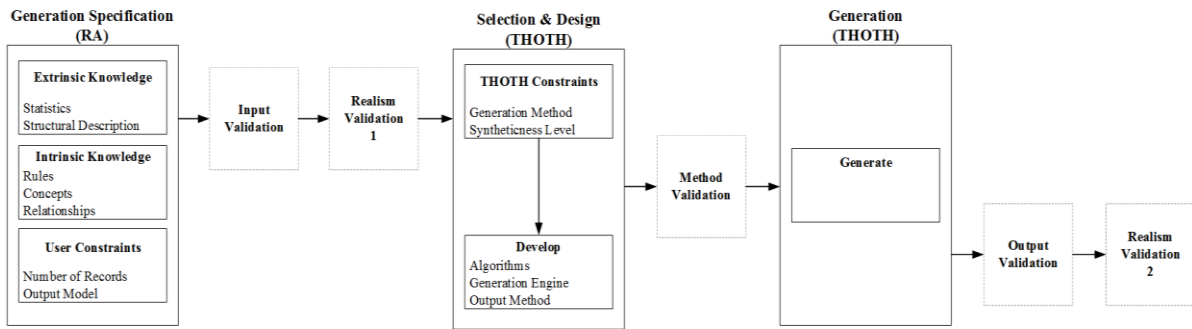 Generation Specification
(RA)
Extrinsic Knowledge
Statistics
Structural Description
Intrinsic Knowledge
Rules
Concepts
Relationships
User Constraints
Number of Records
Output Model
Input
Validation
Realism
Validation
1
Selection & Design
(THOTH)
THOTH Constraints
Generation Method
Syntheticness Level
Develop
Algorithms
Generation Engine
Output Method
Method
Validation
Generation
(THOTH)
Generate
Output
Validation
Realism
Validation
2